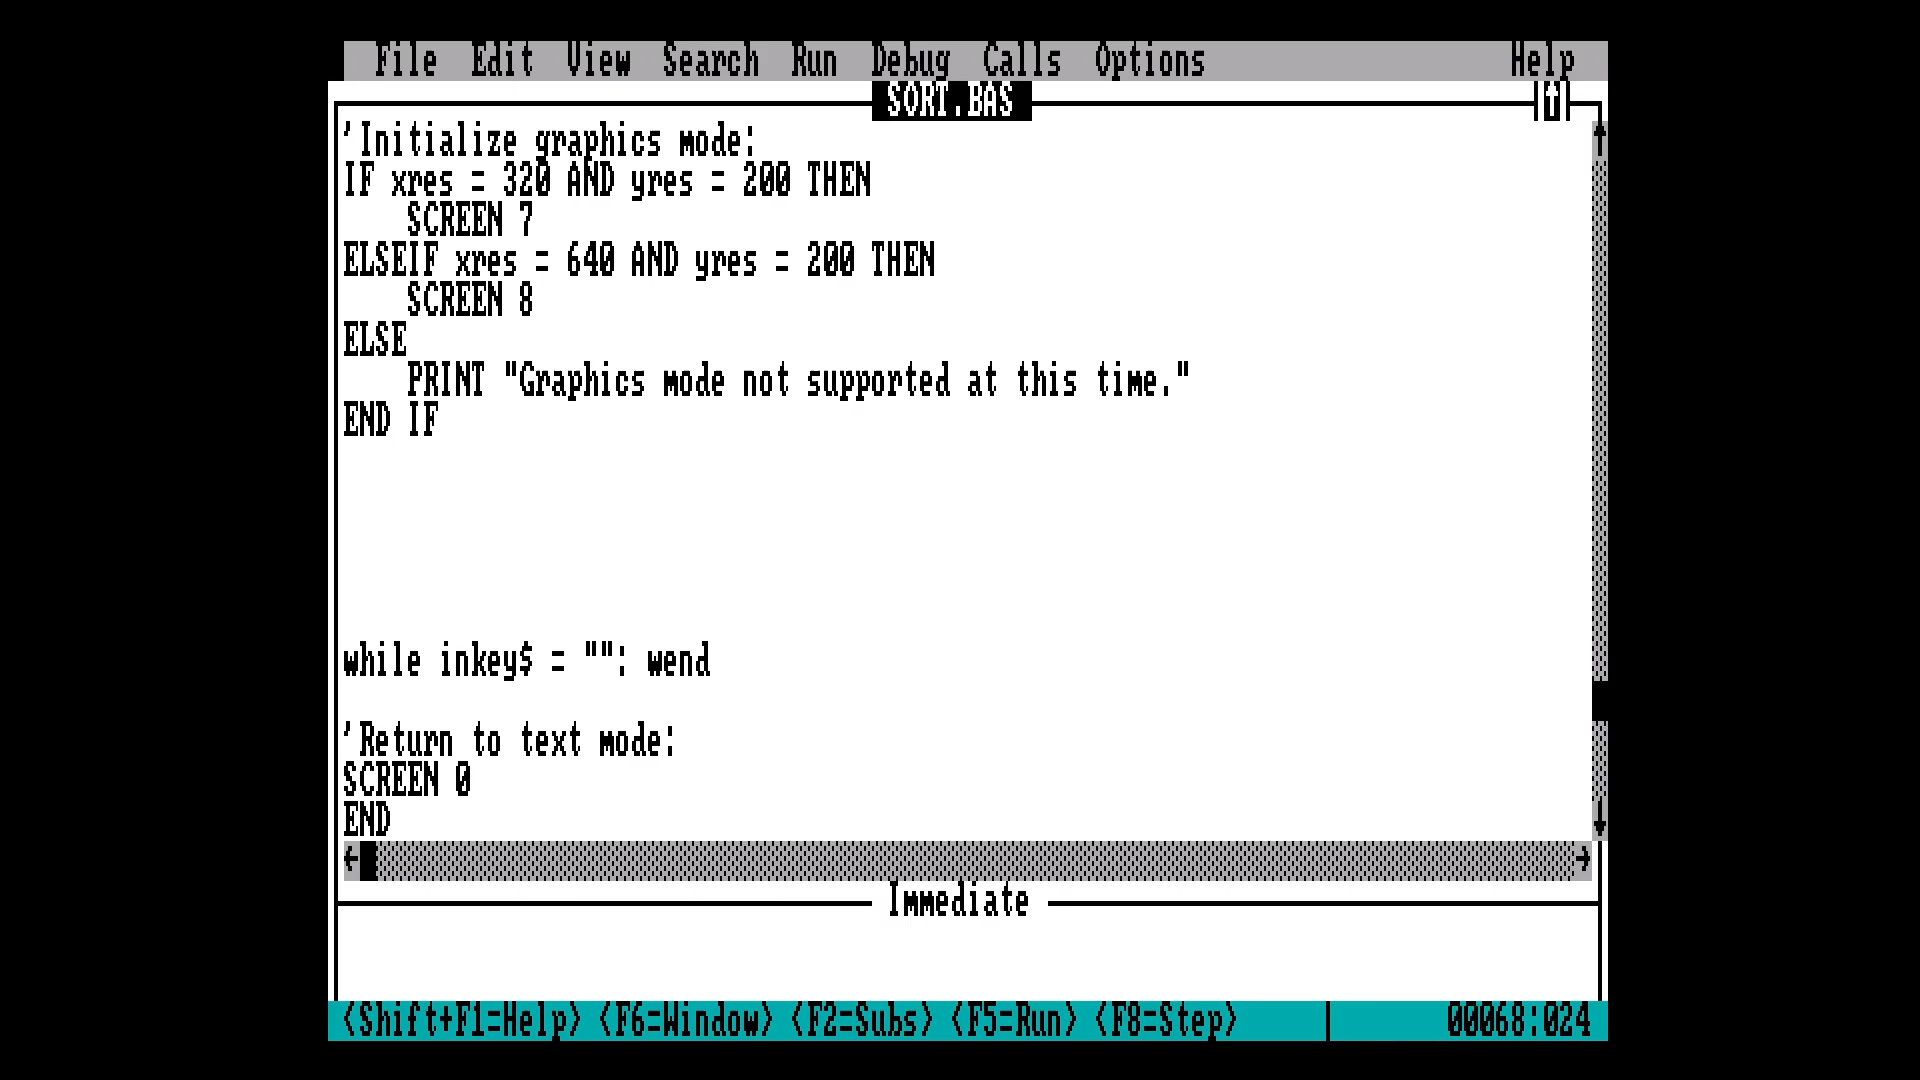 File Edit View Search Run Debug Calls Options Help
SORT.BAS
↑
'Initialize graphics mode:
IF xres = 320 AND yres = 200 THEN
    SCREEN 7
ELSEIF xres = 640 AND yres = 200 THEN
    SCREEN 8
ELSE
    PRINT "Graphics mode not supported at this time."
END IF
while inkey$ = "": wend
'Return to text mode:
SCREEN 0
END
Immediate
<Shift+F1=Help> <F6=Window> <F2=Subs> <F5=Run> <F8=Step> 00068:024